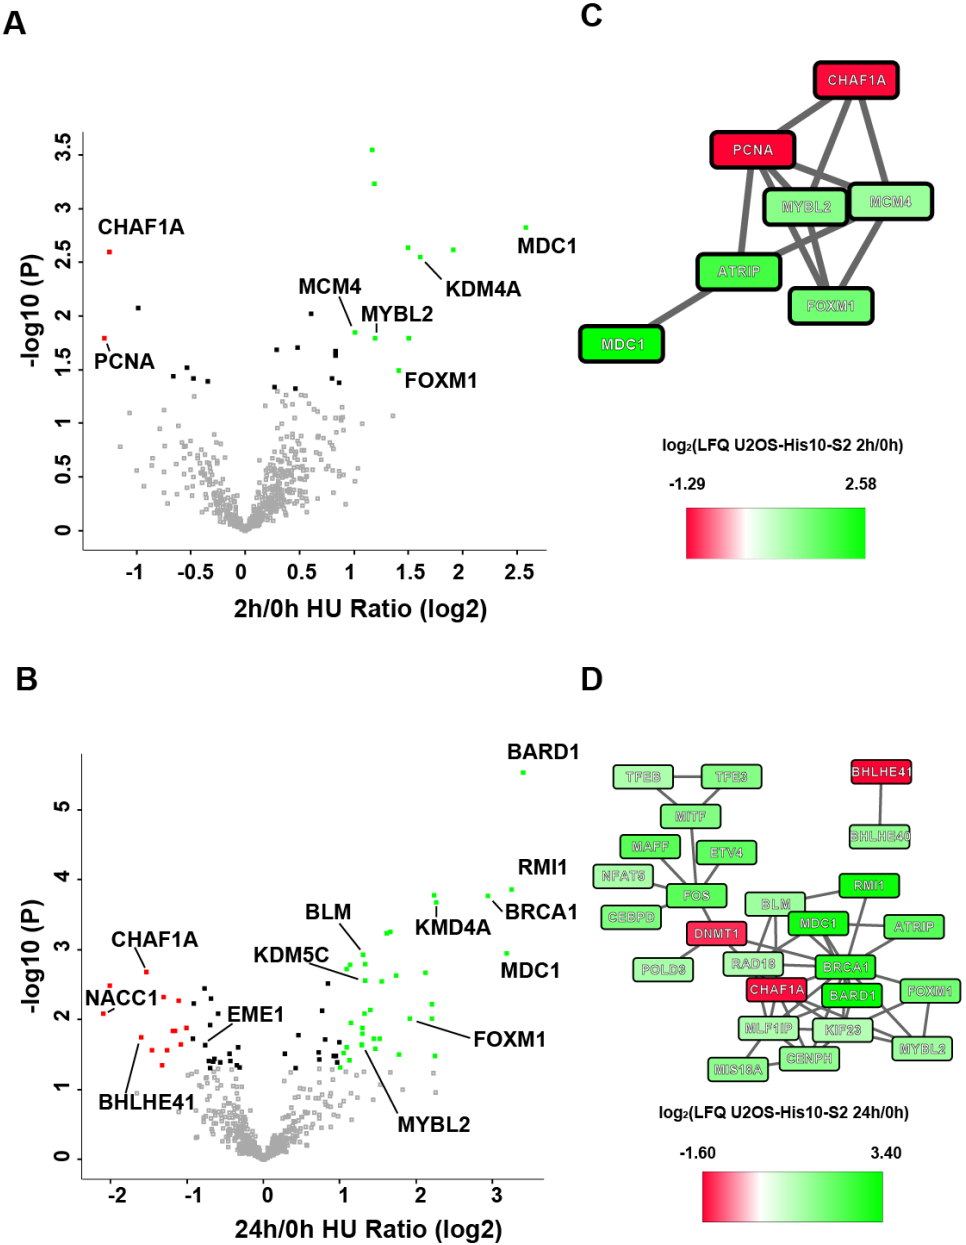 A
3.5
3
2.5
2
1.5
1
0.5
0
-log10 (P)
CHAF1A
PCNA
MCM4
MYBL2
KDM4A
MDC1
FOXM1
-1
-0.5
0
0.5
1
1.5
2
2.5
2h/0h HU Ratio (log2)
C
CHAF1A
PCNA
MYBL2
MCM4
ATRIP
FOXM1
MDC1
log₂(LFQ U2OS-His10-S2 2h/0h)
-1.29 2.58
B
5
4
3
2
1
0
-log10 (P)
BARD1
RMI1
BRCA1
KMD4A
MDC1
BLM
KDM5C
CHAF1A
NACC1
EME1
FOXM1
BHLHE41
MYBL2
-2
-1
0
1
2
3
24h/0h HU Ratio (log2)
D
TFEB
TFE3
BHLHE41
MITF
BHLHE40
MAFF
ETV4
NFAT5
FOS
RMI1
BLM
CEBPD
MDC1
ATRIP
DNMT1
POLD3
RAD18
BRCA1
CHAF1A
BARD1
FOXM1
MLF1IP
KIF23
MYBL2
CENPH
MIS18A
log₂(LFQ U2OS-His10-S2 24h/0h)
-1.60 3.40